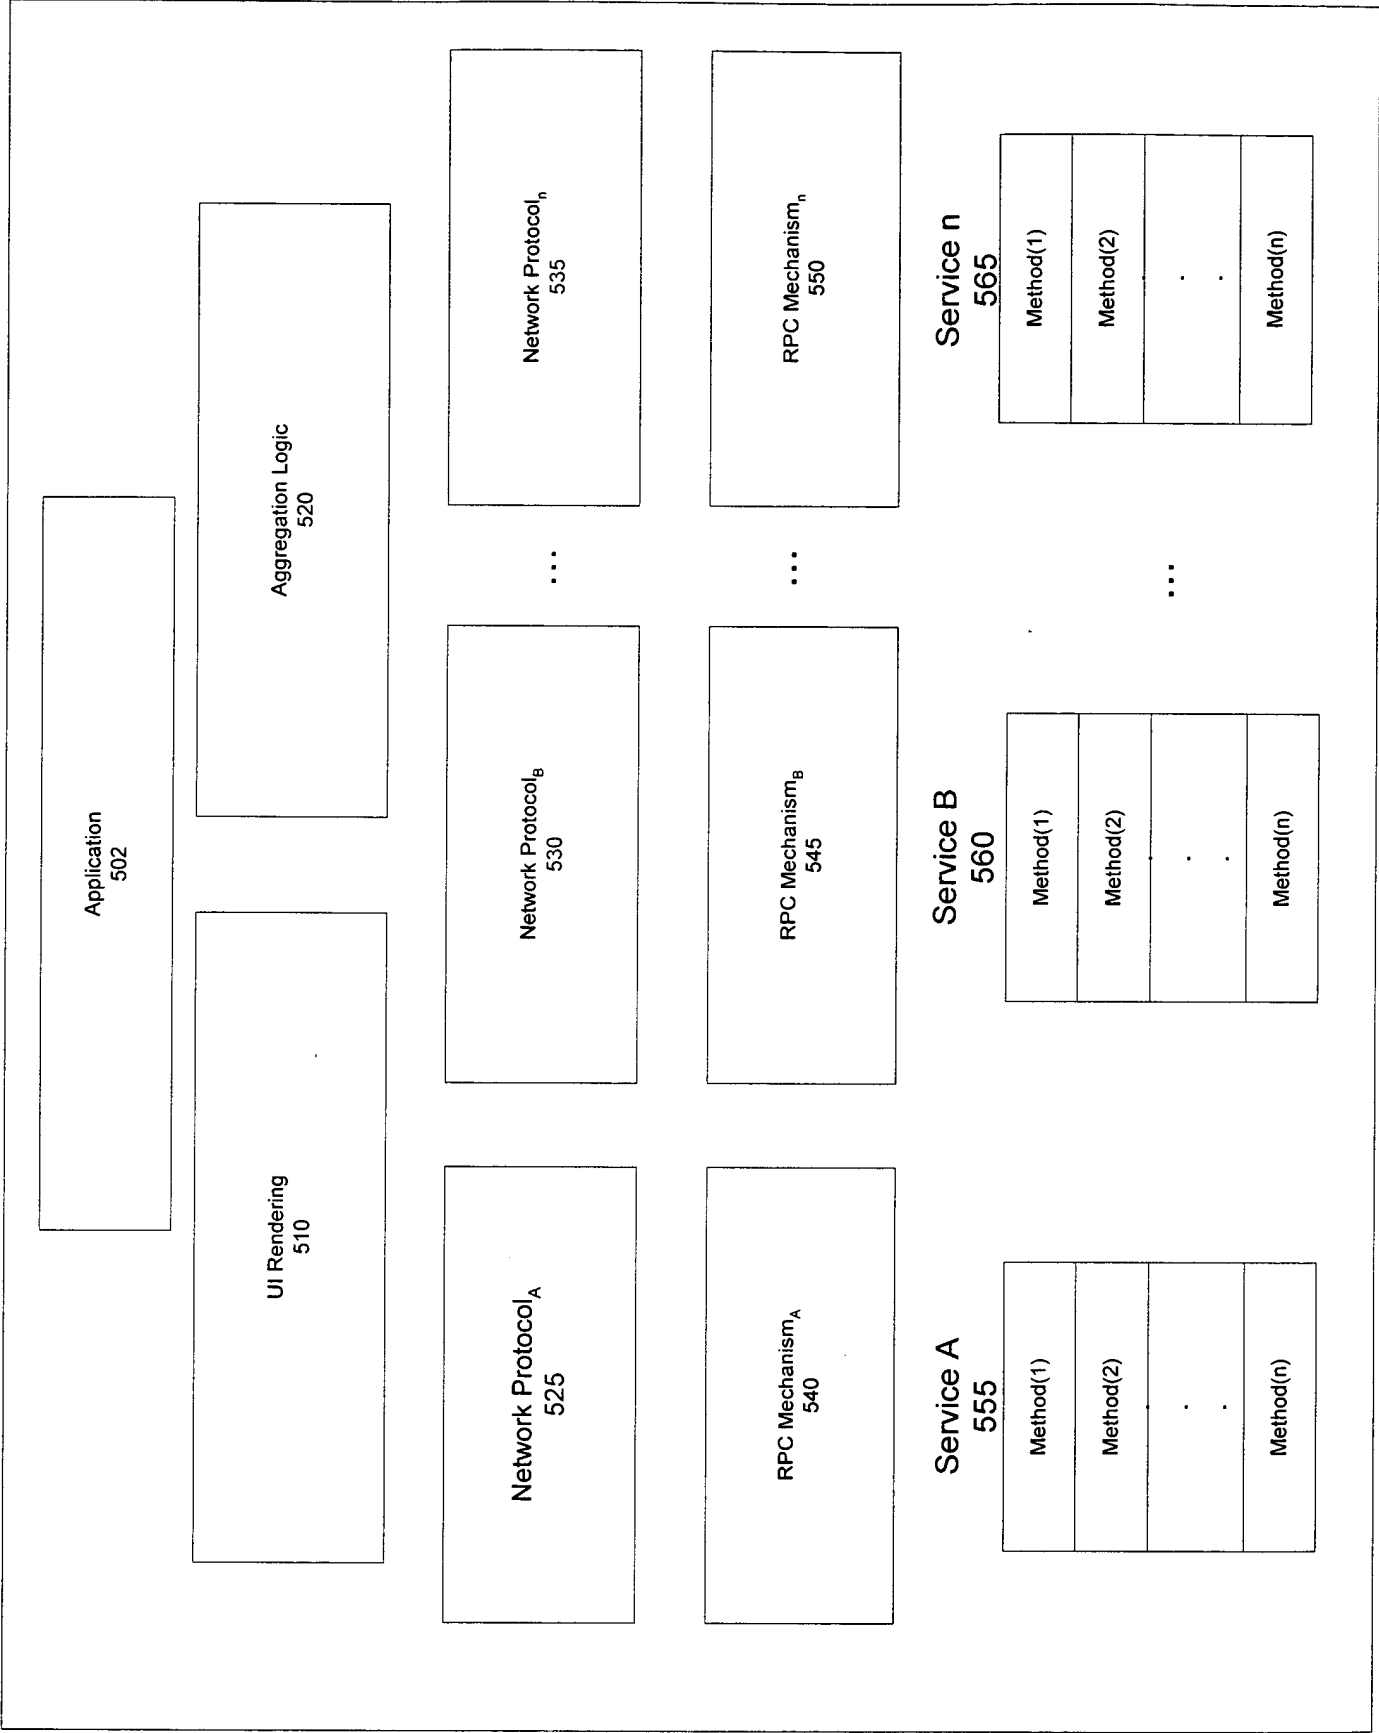 Application
502
UI Rendering
510
Aggregation Logic
520
Network Protocol_A
525
Network Protocol_B
530
...
Network Protocol_n
535
RPC Mechanism_A
540
RPC Mechanism_B
545
...
RPC Mechanism_n
550
Service A
555
Method(1)
Method(2)
.
.
.
Method(n)
Service B
560
Method(1)
Method(2)
.
.
.
Method(n)
...
Service n
565
Method(1)
Method(2)
.
.
.
Method(n)